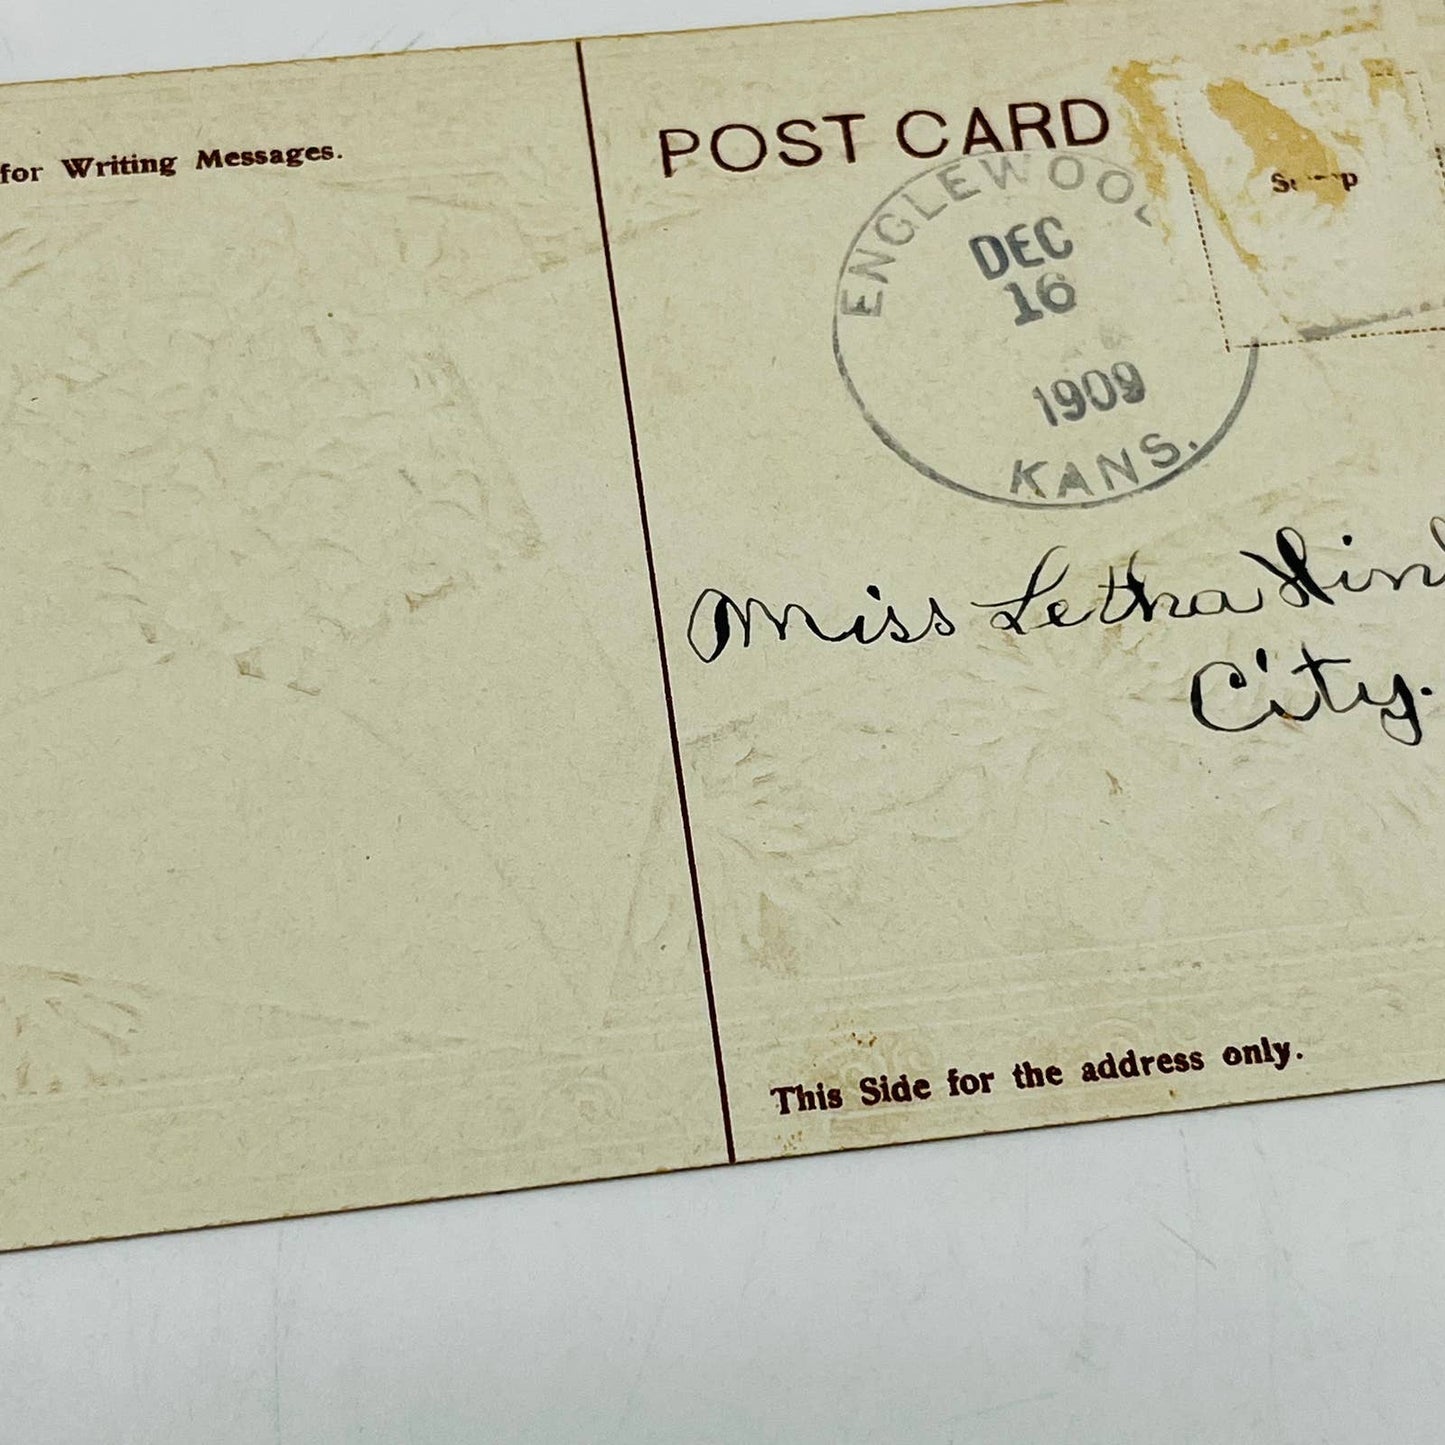 for Writing Messages.
POST CARD
ENGLEWOOD
DEC
16
1909
KANS.
Miss Letha
City.
This Side for the address only.